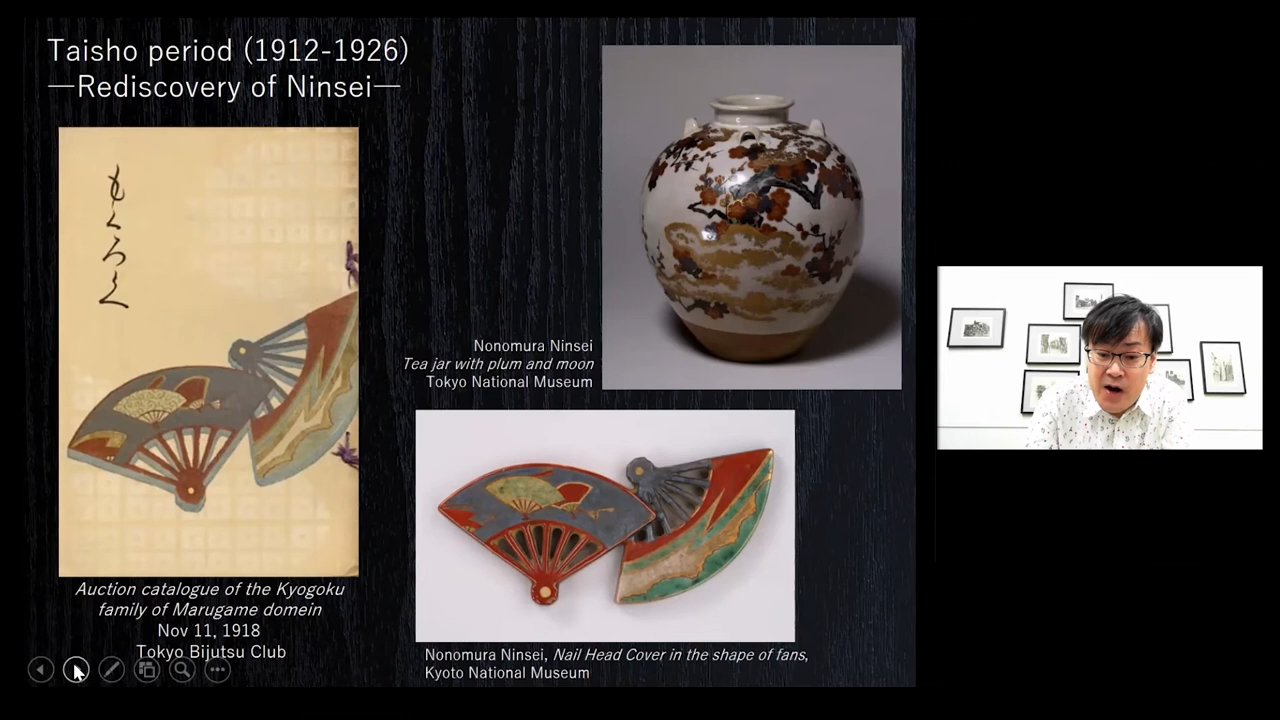 Taisho period (1912-1926)
—Rediscovery of Ninsei—
もくろく
Nonomura Ninsei
Tea jar with plum and moon
Tokyo National Museum
Auction catalogue of the Kyogoku
family of Marugame domein
Nov 11, 1918
Tokyo Bijutsu Club
Nonomura Ninsei, Nail Head Cover in the shape of fans,
Kyoto National Museum